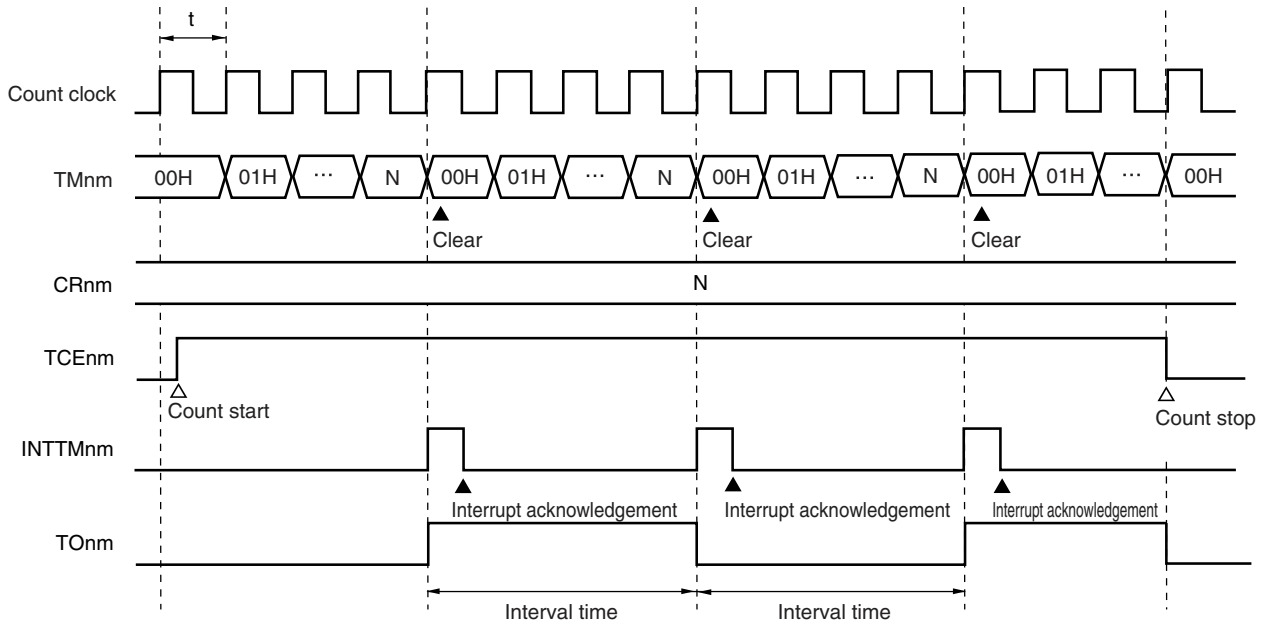 t
Count clock
TMnm 00H 01H ··· N 00H 01H ··· N 00H 01H ··· N 00H 01H ··· 00H
Clear Clear Clear
CRnm N
TCEnm
Count start Count stop
INTTMnm
Interrupt acknowledgement Interrupt acknowledgement Interrupt acknowledgement
TOnm
Interval time Interval time